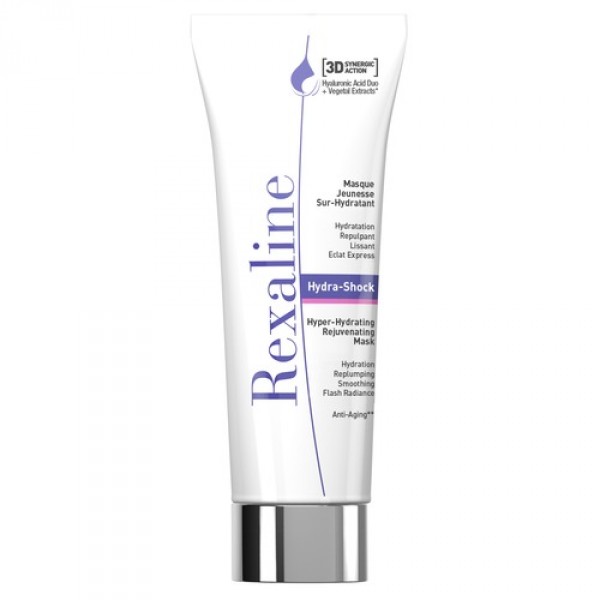 [3D SYNERGIC
ACTION]
Hyaluronic Acid Duo
+ Vegetal Extracts*
Rexaline
Masque
Jeunesse
Sur-Hydratant
Hydratation
Repulpant
Lissant
Eclat Express
Hydra-Shock
Hyper-Hydrating
Rejuvenating
Mask
Hydration
Replumping
Smoothing
Flash Radiance
Anti-Aging**